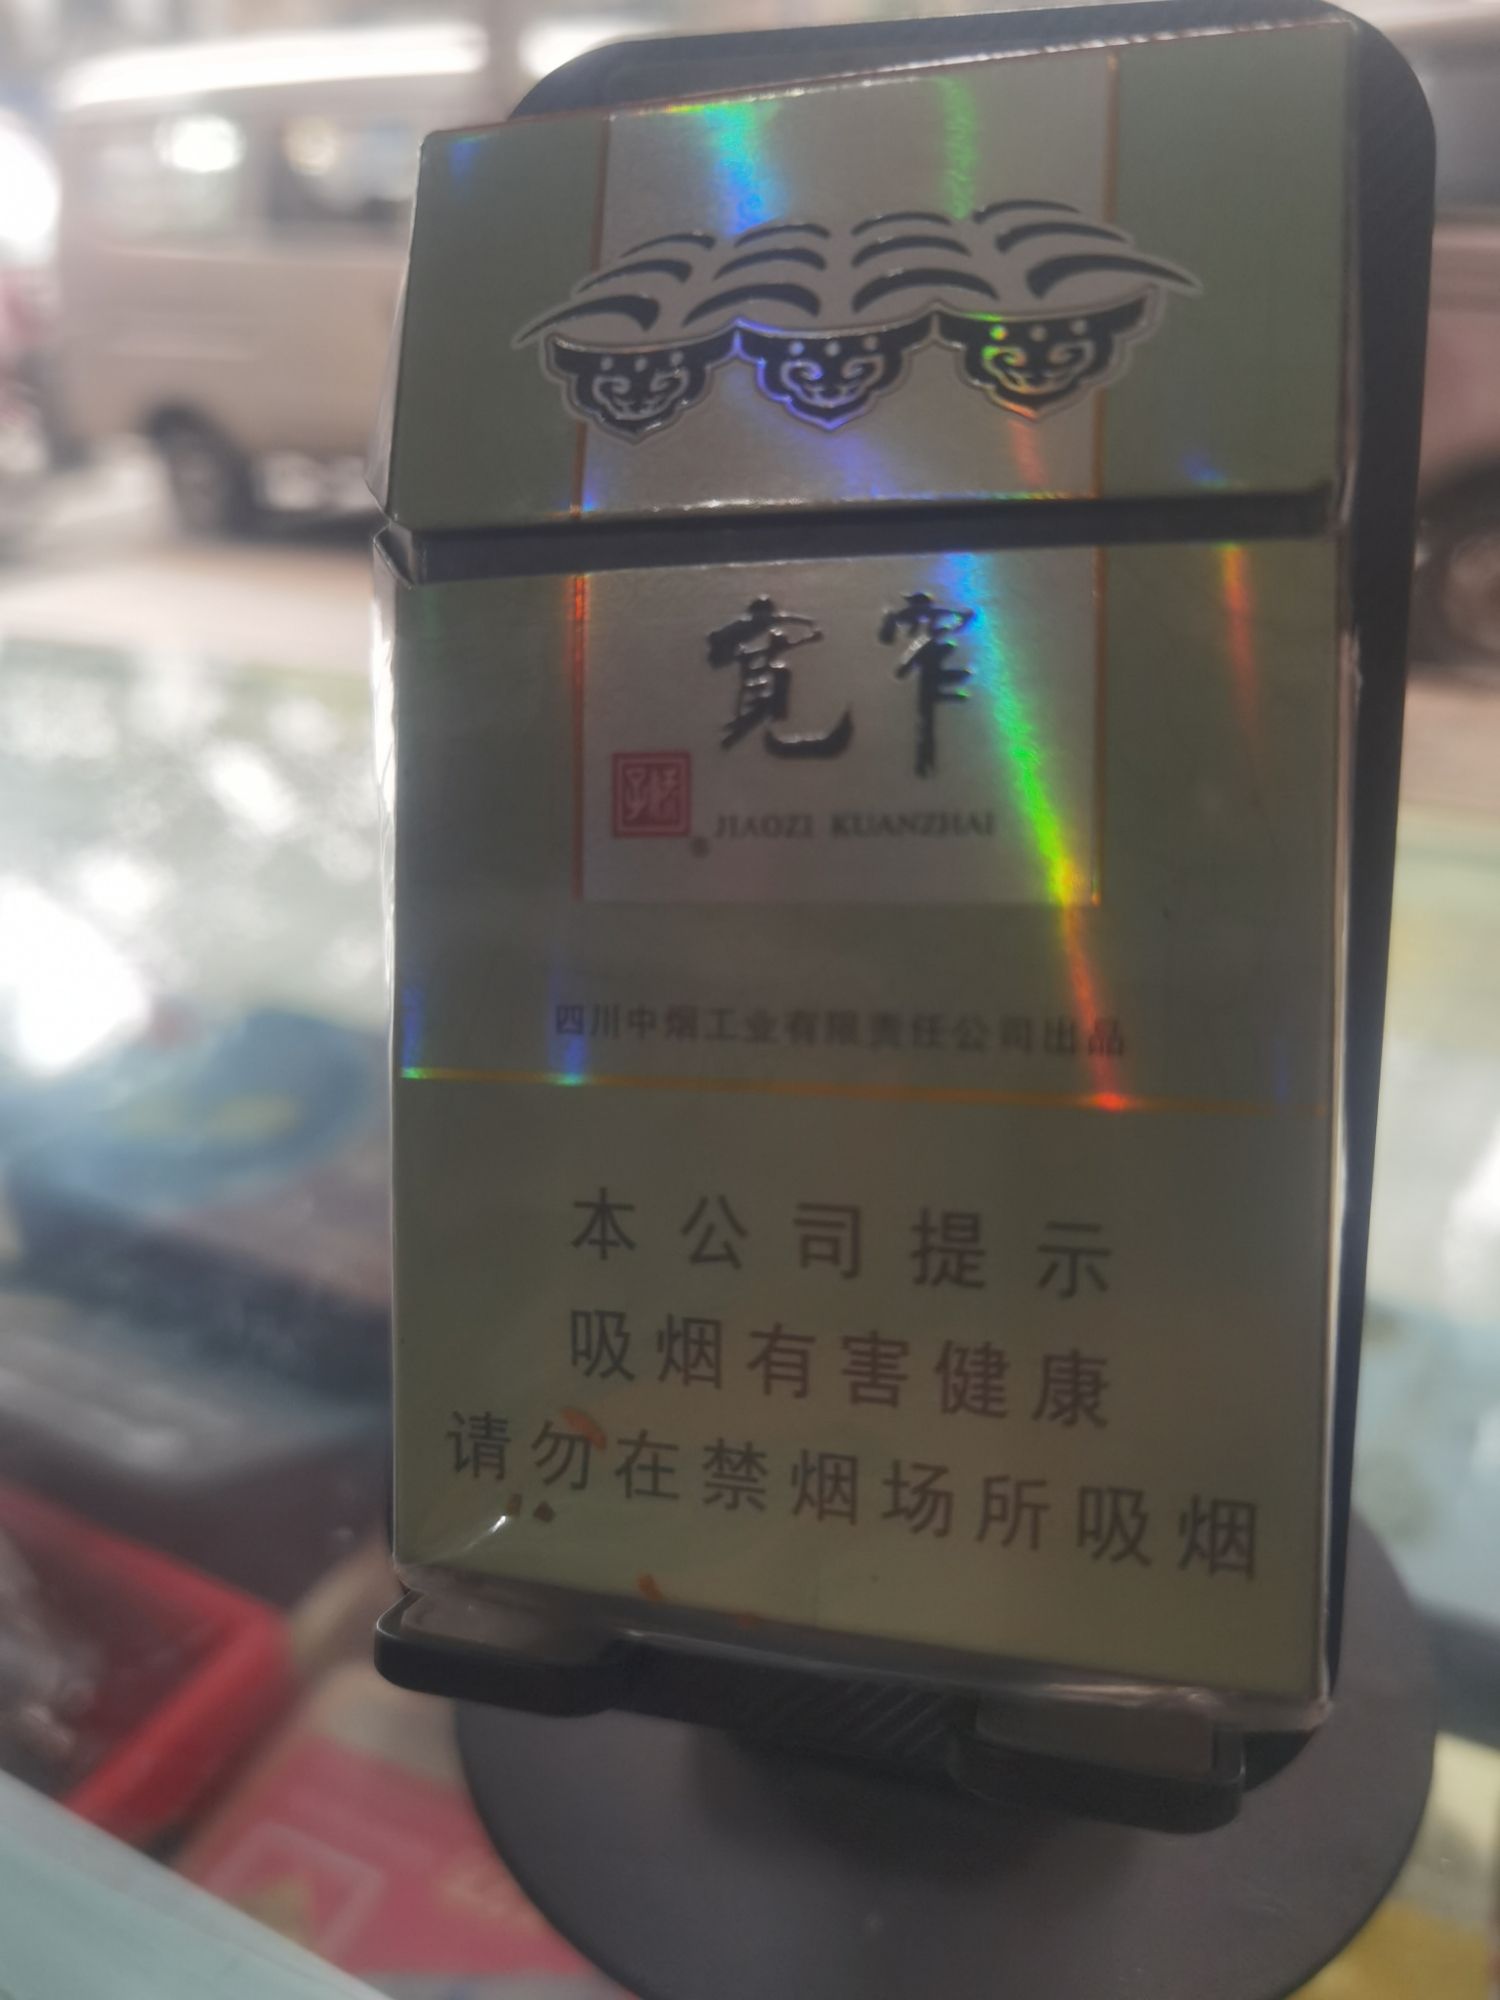 寬窄
JIAOZI KUANZHAI
四川中烟工业有限责任公司出品
本公司提示
吸烟有害健康
请勿在禁烟场所吸烟